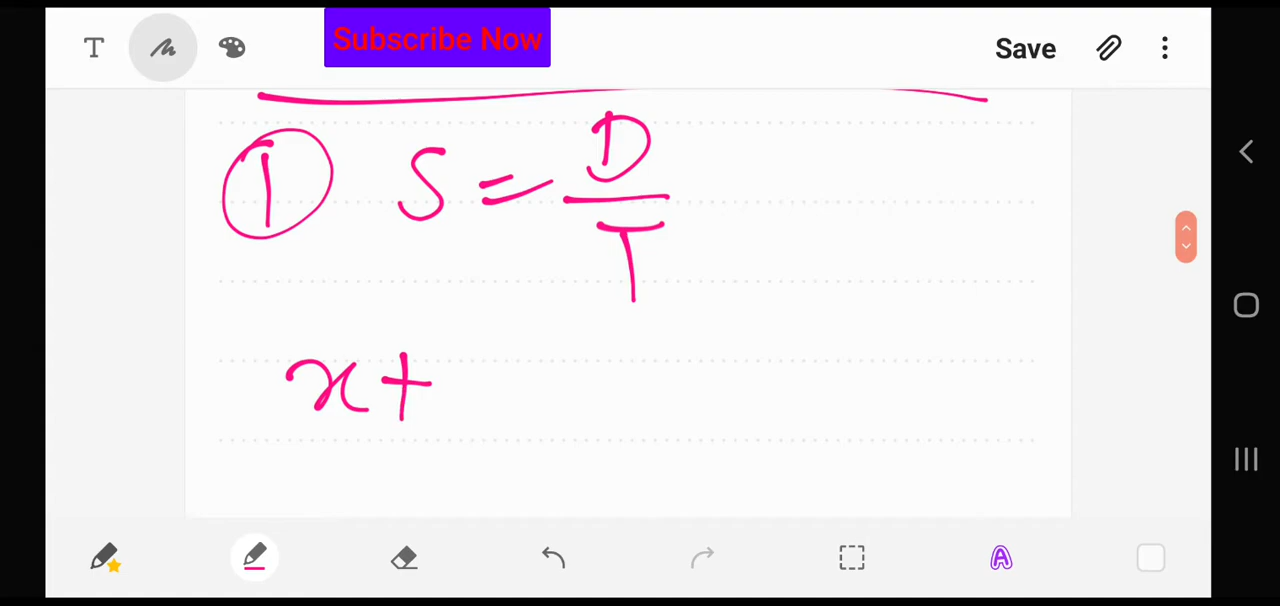 T
Subscribe Now
Save
① S = D/T
x +
A